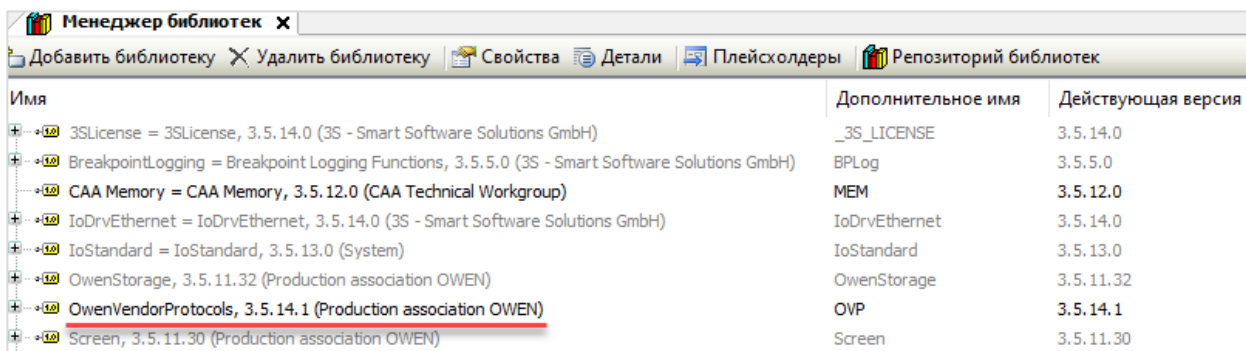 Менеджер библиотек
Добавить библиотеку Удалить библиотеку Свойства Детали Плейсхолдеры Репозиторий библиотек
Имя Дополнительное имя Действующая версия
3SLicense = 3SLicense, 3.5.14.0 (3S - Smart Software Solutions GmbH) _3S_LICENSE 3.5.14.0
BreakpointLogging = Breakpoint Logging Functions, 3.5.5.0 (3S - Smart Software Solutions GmbH) BPLog 3.5.5.0
CAA Memory = CAA Memory, 3.5.12.0 (CAA Technical Workgroup) MEM 3.5.12.0
IoDrvEthernet = IoDrvEthernet, 3.5.14.0 (3S - Smart Software Solutions GmbH) IoDrvEthernet 3.5.14.0
IoStandard = IoStandard, 3.5.13.0 (System) IoStandard 3.5.13.0
OwenStorage, 3.5.11.32 (Production association OWEN) OwenStorage 3.5.11.32
OwenVendorProtocols, 3.5.14.1 (Production association OWEN) OVP 3.5.14.1
Screen, 3.5.11.30 (Production association OWEN) Screen 3.5.11.30